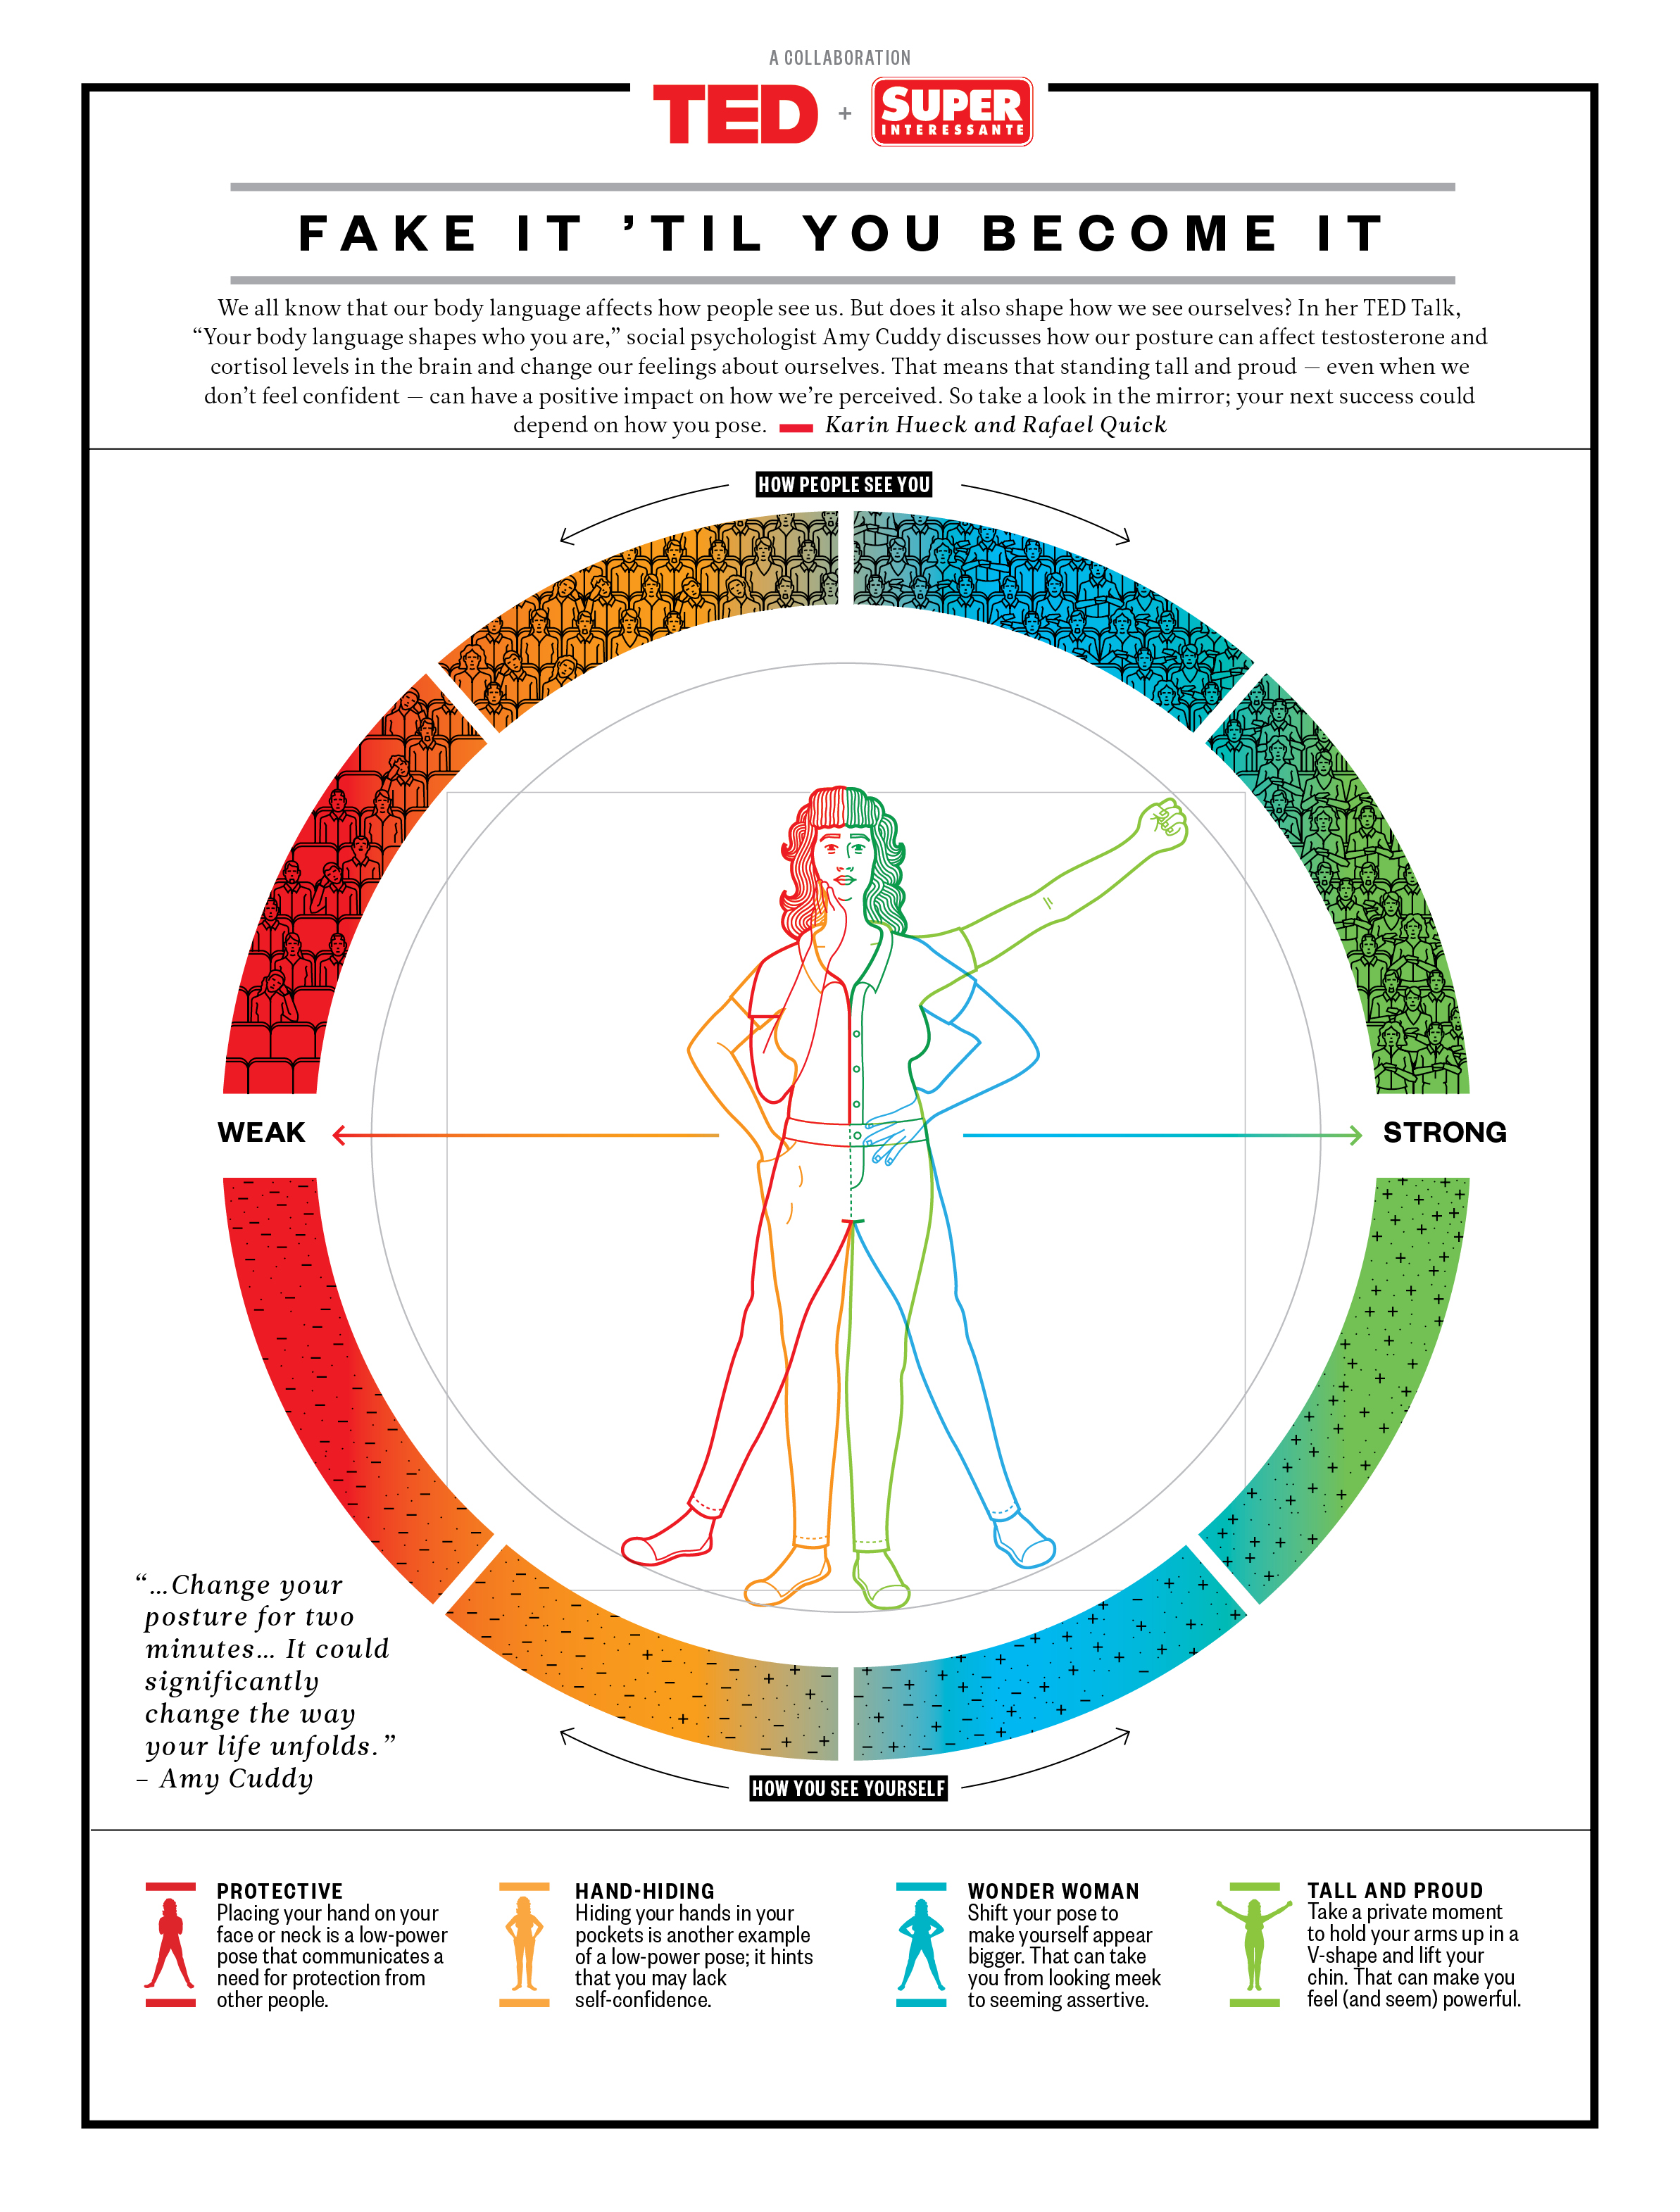 A COLLABORATION
TED + SUPER
INTERESSANTE
FAKE IT ’TIL YOU BECOME IT
We all know that our body language affects how people see us. But does it also shape how we see ourselves? In her TED Talk,
“Your body language shapes who you are,” social psychologist Amy Cuddy discusses how our posture can affect testosterone and
cortisol levels in the brain and change our feelings about ourselves. That means that standing tall and proud — even when we
don’t feel confident — can have a positive impact on how we’re perceived. So take a look in the mirror; your next success could
depend on how you pose. Karin Hueck and Rafael Quick
HOW PEOPLE SEE YOU
WEAK
STRONG
“...Change your
posture for two
minutes... It could
significantly
change the way
your life unfolds.”
– Amy Cuddy
HOW YOU SEE YOURSELF
PROTECTIVE
Placing your hand on your
face or neck is a low-power
pose that communicates a
need for protection from
other people.
HAND-HIDING
Hiding your hands in your
pockets is another example
of a low-power pose; it hints
that you may lack
self-confidence.
WONDER WOMAN
Shift your pose to
make yourself appear
bigger. That can take
you from looking meek
to seeming assertive.
TALL AND PROUD
Take a private moment
to hold your arms up in a
V-shape and lift your
chin. That can make you
feel (and seem) powerful.